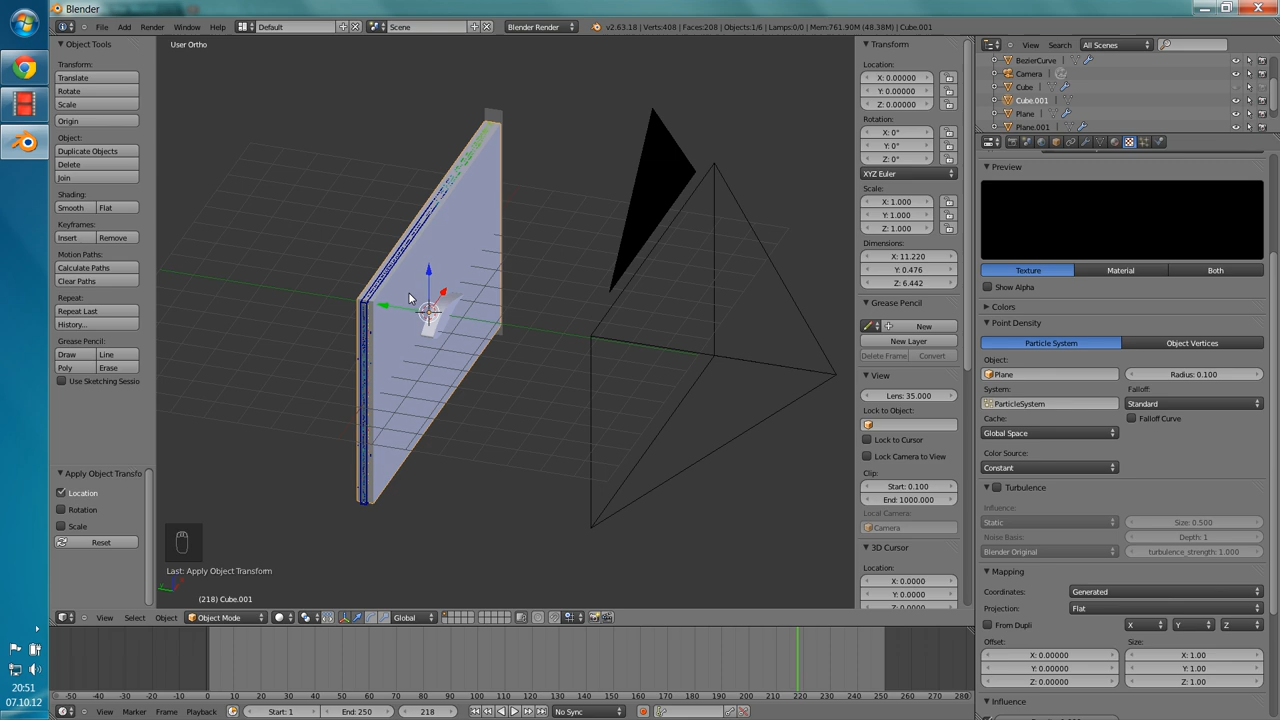 Blender
File Add Render Window Help Default Scene Blender Render v2.63.18 | Verts:408 | Faces:208 | Objects:1/6 | Lamps:0/0 | Mem:761.90M (48.38M) | Cube.001
Object Tools
Transform:
Translate
Rotate
Scale
Origin
Object:
Duplicate Objects
Delete
Join
Shading:
Smooth Flat
Keyframes:
Insert Remove
Motion Paths:
Calculate Paths
Clear Paths
Repeat:
Repeat Last
History...
Grease Pencil:
Draw Line
Poly Erase
Use Sketching Sessio
Apply Object Transfo
Location
Rotation
Scale
Reset
User Ortho
Last: Apply Object Transform
(218) Cube.001
View Select Object Object Mode Global
Transform
Location:
X: 0.00000
Y: 0.00000
Z: 0.00000
Rotation:
X: 0°
Y: 0°
Z: 0°
XYZ Euler
Scale:
X: 1.000
Y: 1.000
Z: 1.000
Dimensions:
X: 11.220
Y: 0.476
Z: 6.442
Grease Pencil
New
New Layer
Delete Frame Convert
View
Lens: 35.000
Lock to Object:
Lock to Cursor
Lock Camera to View
Clip:
Start: 0.100
End: 1000.000
Local Camera:
Camera
3D Cursor
Location:
X: 0.0000
Y: 0.0000
View Search All Scenes
BezierCurve
Camera
Cube
Cube.001
Plane
Plane.001
Preview
Texture Material Both
Show Alpha
Colors
Point Density
Particle System Object Vertices
Object:
Plane Radius: 0.100
System: Falloff:
ParticleSystem Standard
Cache: Falloff Curve
Global Space
Color Source:
Constant
Turbulence
Influence:
Static Size: 0.500
Noise Basis: Depth: 1
Blender Original turbulence_strength: 1.000
Mapping
Coordinates: Generated
Projection: Flat
From Dupli X Y Z
Offset: Size:
X: 0.00000 X: 1.00
Y: 0.00000 Y: 1.00
Z: 0.00000 Z: 1.00
Influence
-50 -40 -30 -20 -10 0 10 20 30 40 50 60 70 80 90 100 110 120 130 140 150 160 170 180 190 200 210 220 230 240 250 260 270 280
View Marker Frame Playback Start: 1 End: 250 218 No Sync
20:51
07.10.12